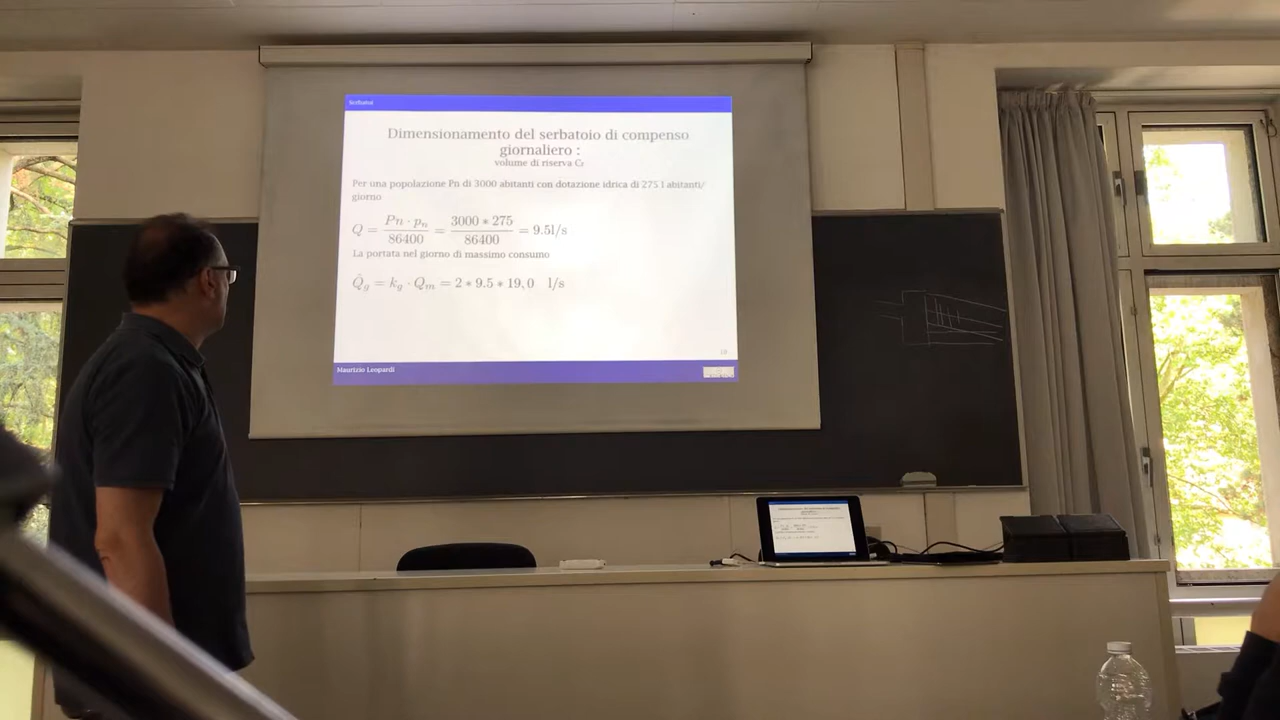 Serbatoi
Dimensionamento del serbatoio di compenso
giornaliero :
volume di riserva Cr
Per una popolazione Pn di 3000 abitanti con dotazione idrica di 275 l abitanti/
giorno
Q = Pn · pn / 86400 = 3000 * 275 / 86400 = 9.5l/s
La portata nel giorno di massimo consumo
Q̂g = kg · Qm = 2 * 9.5 * 19,0 l/s
Maurizio Leopardi